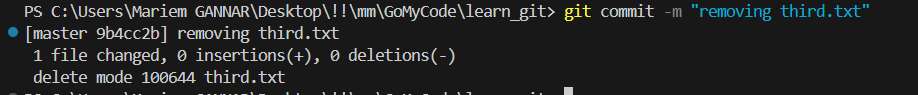 PS C:\Users\Mariem GANNAR\Desktop\!!\mm\GoMyCode\learn_git> git commit -m "removing third.txt"
[master 9b4cc2b] removing third.txt
1 file changed, 0 insertions(+), 0 deletions(-)
delete mode 100644 third.txt